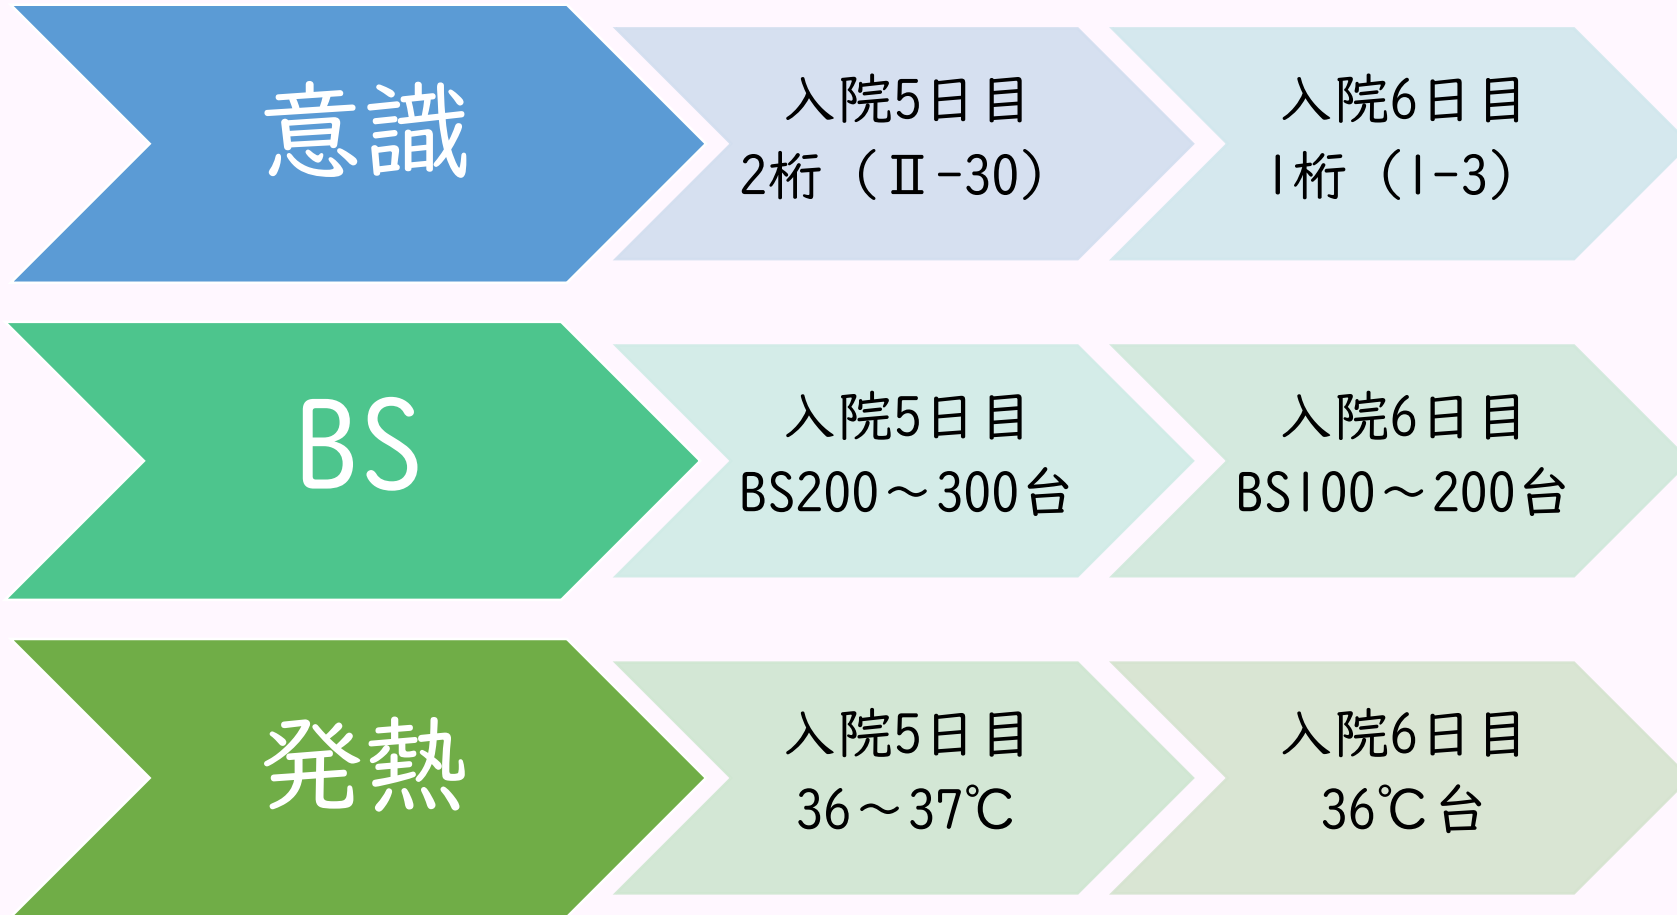 意識
入院5日目
2桁（Ⅱ-30）
入院6日目
1桁（I-3）
BS
入院5日目
BS200～300台
入院6日目
BS100～200台
発熱
入院5日目
36～37℃
入院6日目
36℃台